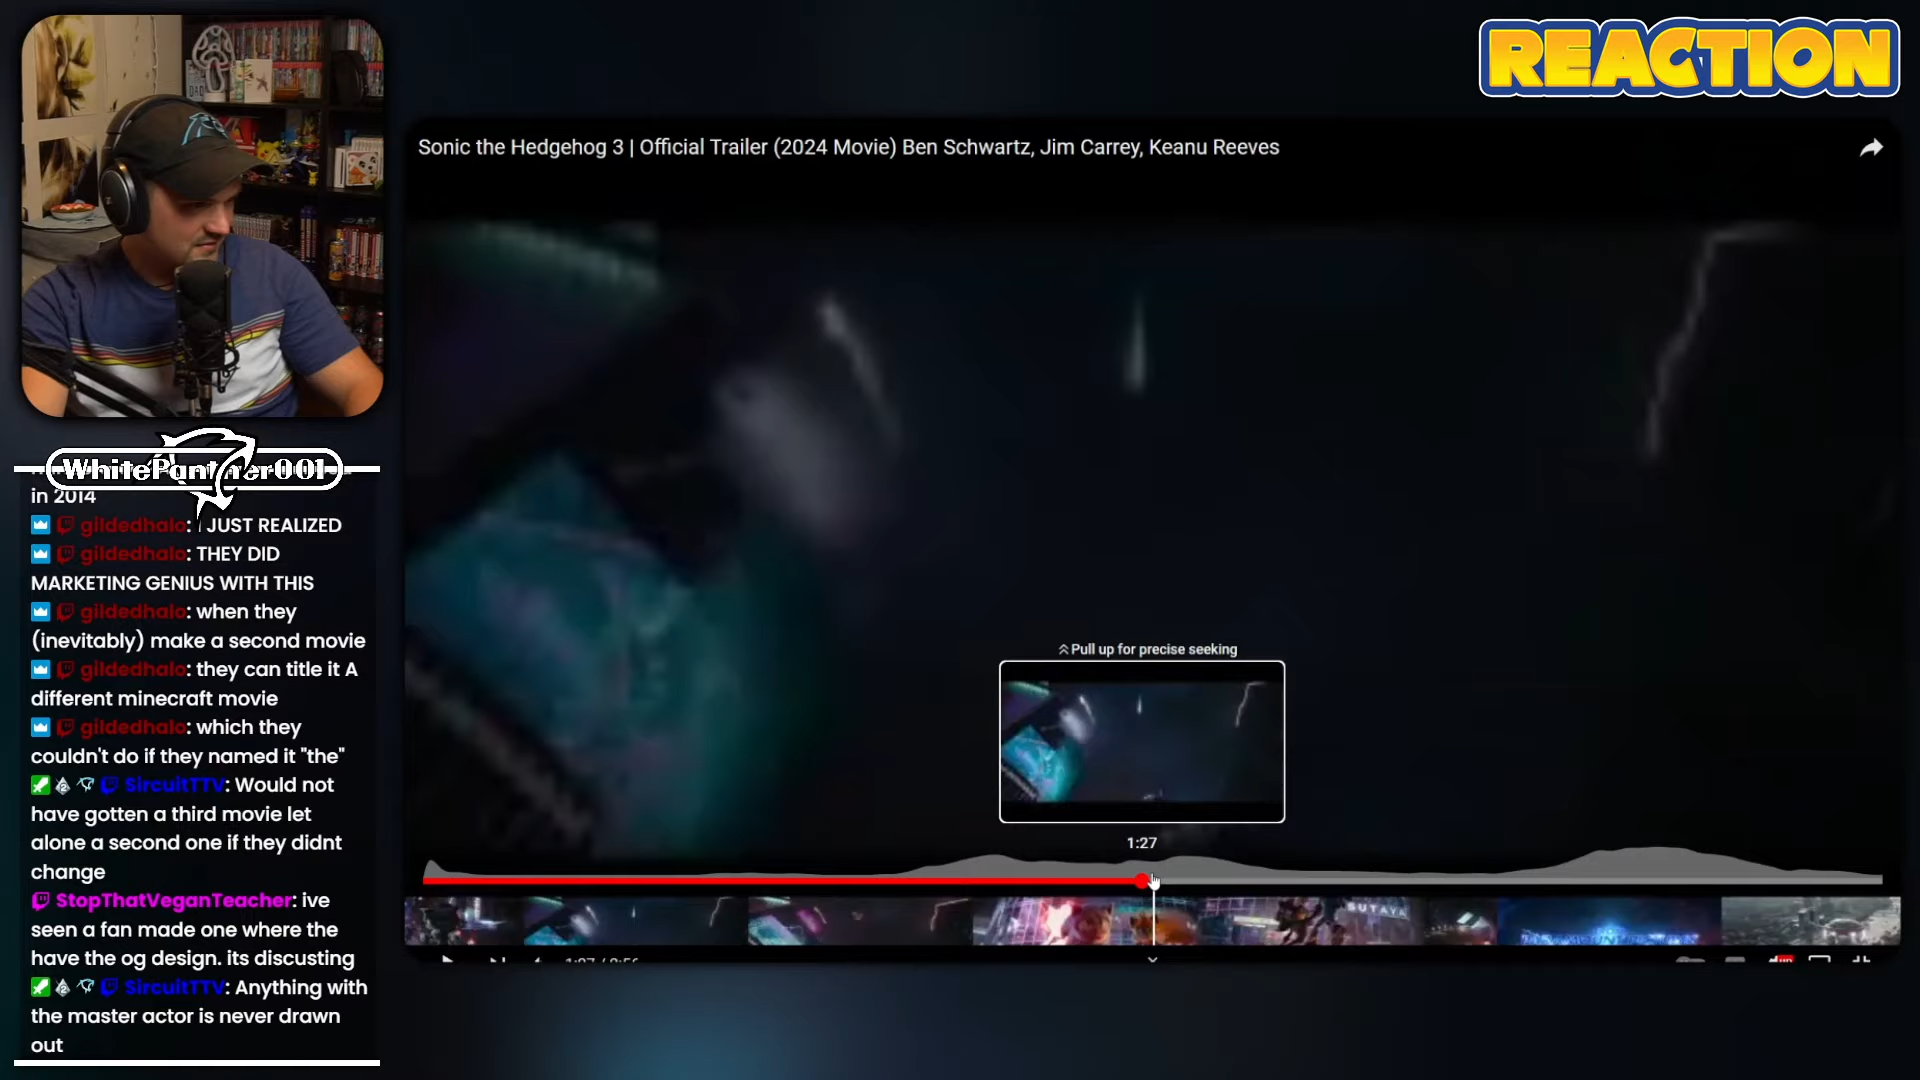 REACTION
Sonic the Hedgehog 3 | Official Trailer (2024 Movie) Ben Schwartz, Jim Carrey, Keanu Reeves
WhitePanther001
in 2014
gildedhalo: I JUST REALIZED
gildedhalo: THEY DID
MARKETING GENIUS WITH THIS
gildedhalo: when they
(inevitably) make a second movie
gildedhalo: they can title it A
different minecraft movie
gildedhalo: which they
couldn't do if they named it "the"
SircuitTTV: Would not
have gotten a third movie let
alone a second one if they didnt
change
StopThatVeganTeacher: ive
seen a fan made one where the
have the og design. its discusting
SircuitTTV: Anything with
the master actor is never drawn
out
Pull up for precise seeking
1:27